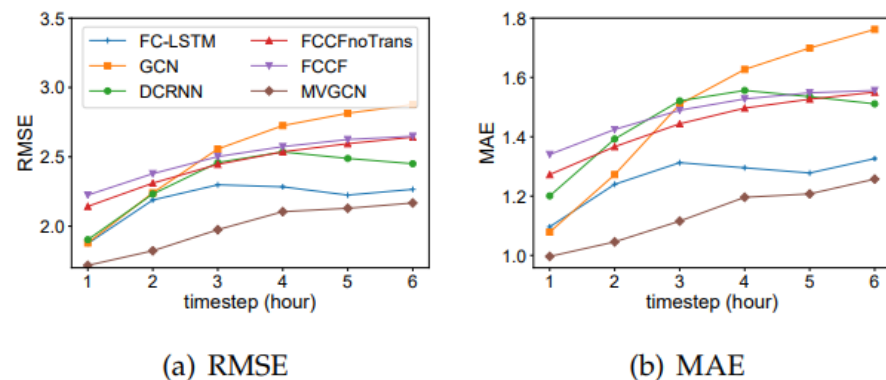 3.5
3.0
2.5
2.0
RMSE
FC-LSTM
GCN
DCRNN
FCCFnoTrans
FCCF
MVGCN
1 2 3 4 5 6
timestep (hour)
(a) RMSE
1.8
1.6
1.4
1.2
1.0
MAE
1 2 3 4 5 6
timestep (hour)
(b) MAE